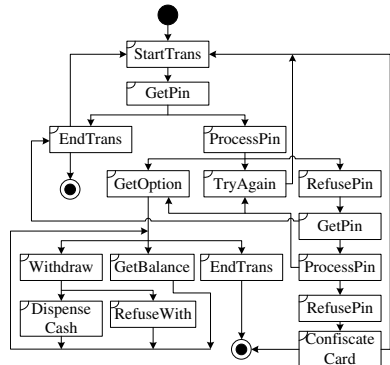 StartTrans
GetPin
EndTrans
ProcessPin
GetOption
TryAgain
RefusePin
GetPin
Withdraw
GetBalance
EndTrans
ProcessPin
Dispense
Cash
RefuseWith
RefusePin
Confiscate
Card